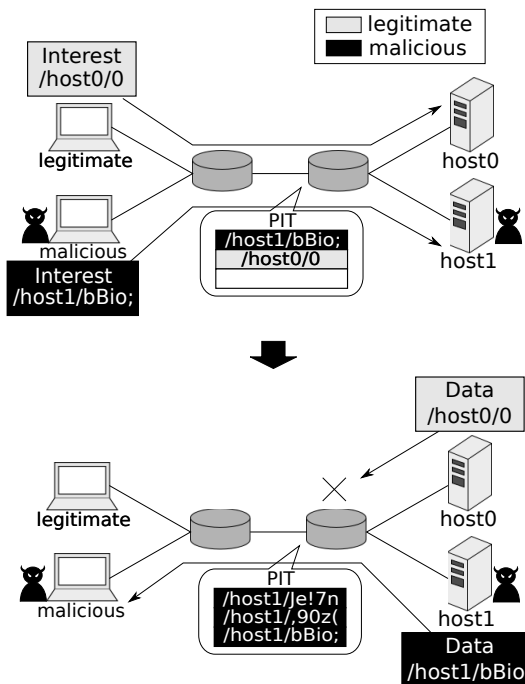 legitimate
malicious
Interest
/host0/0
legitimate
host0
malicious
host1
Interest
/host1/bBio;
PIT
/host1/bBio;
/host0/0
Data
/host0/0
legitimate
host0
malicious
host1
PIT
/host1/Je!7n
/host1/,90z(
/host1/bBio;
Data
/host1/bBio